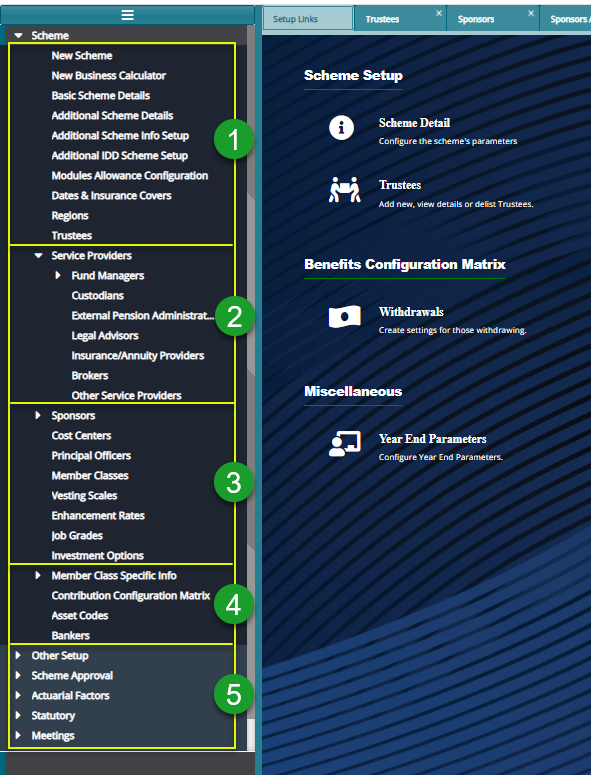 Scheme
New Scheme
New Business Calculator
Basic Scheme Details
Additional Scheme Details
Additional Scheme Info Setup
Additional IDD Scheme Setup
Modules Allowance Configuration
Dates & Insurance Covers
Regions
Trustees
1
Service Providers
Fund Managers
Custodians
External Pension Administrat...
Legal Advisors
Insurance/Annuity Providers
Brokers
Other Service Providers
2
Sponsors
Cost Centers
Principal Officers
Member Classes
Vesting Scales
Enhancement Rates
Job Grades
Investment Options
3
Member Class Specific Info
Contribution Configuration Matrix
Asset Codes
Bankers
4
Other Setup
Scheme Approval
Actuarial Factors
Statutory
Meetings
5
Setup Links
Trustees
Sponsors
Sponsors
Scheme Setup
Scheme Detail
Configure the scheme's parameters
Trustees
Add new, view details or delist Trustees.
Benefits Configuration Matrix
Withdrawals
Create settings for those withdrawing.
Miscellaneous
Year End Parameters
Configure Year End Parameters.